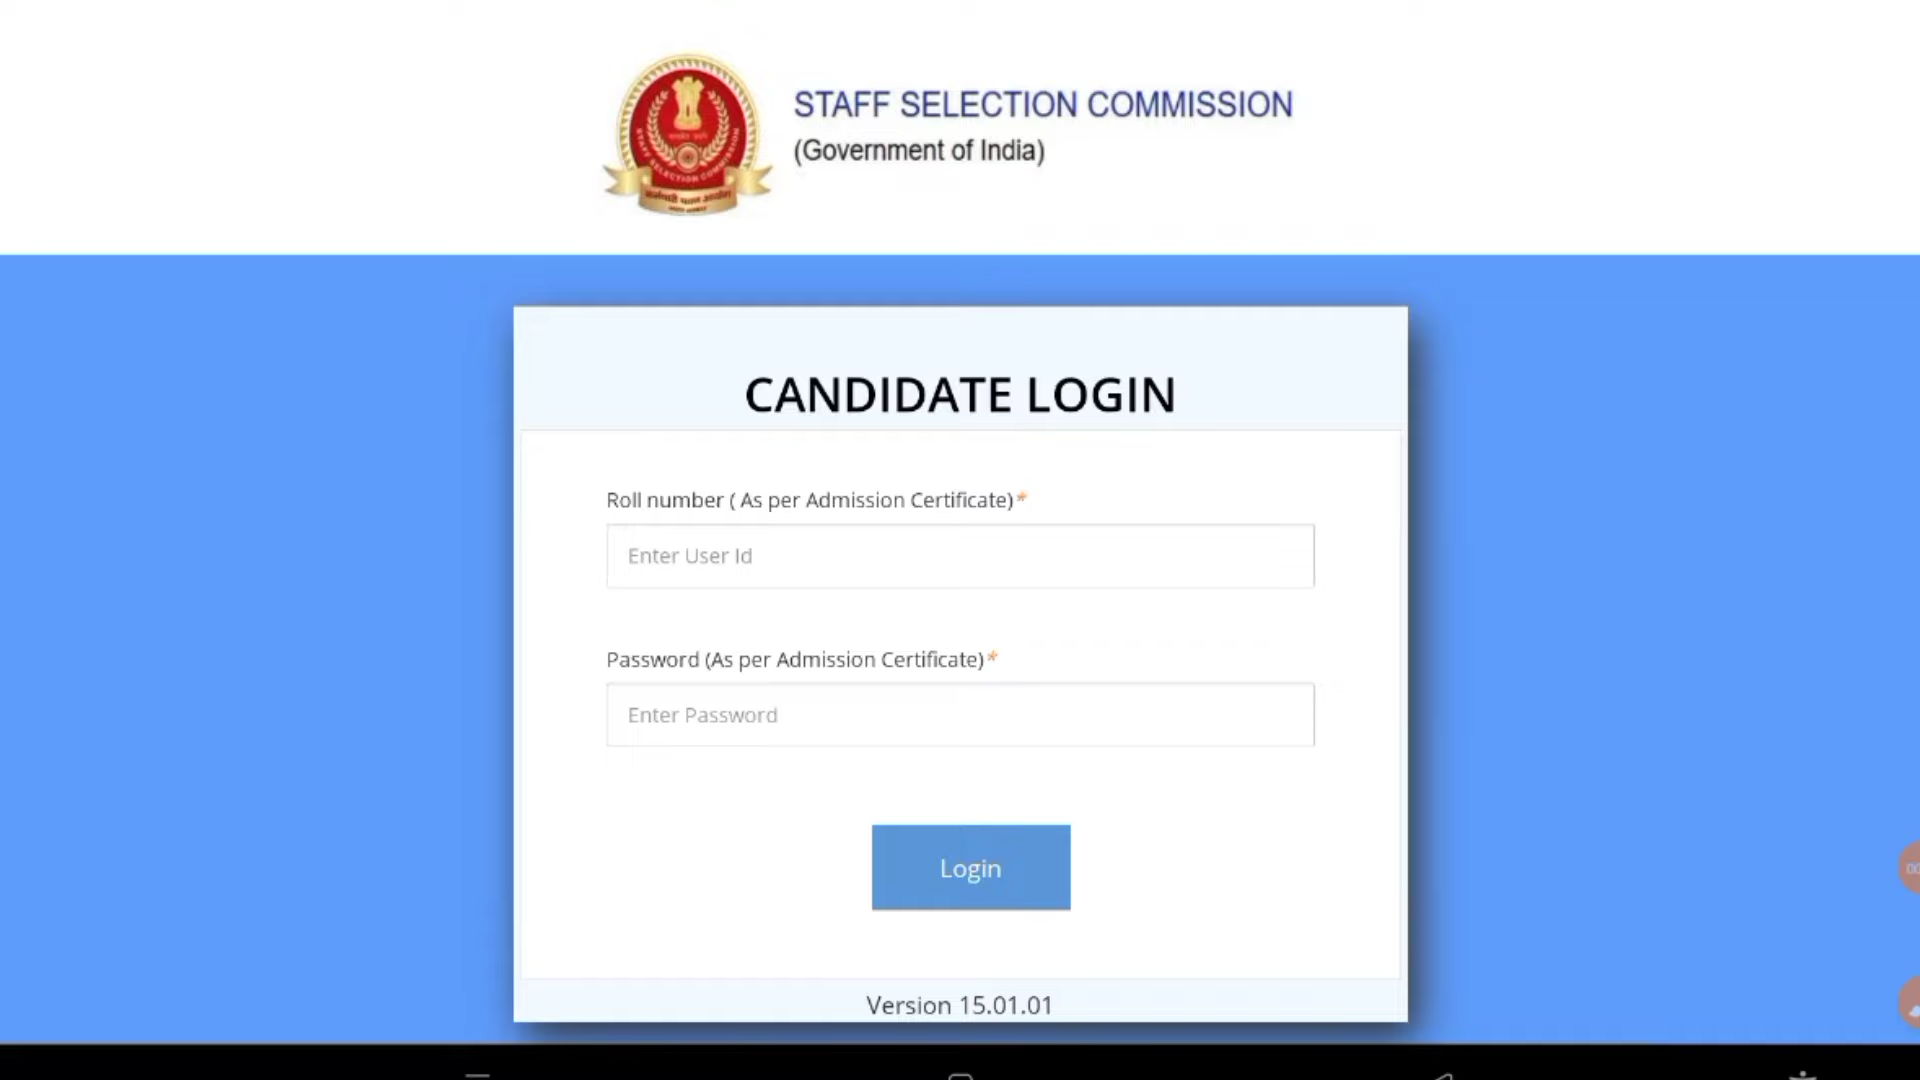 STAFF SELECTION COMMISSION
(Government of India)
CANDIDATE LOGIN
Roll number ( As per Admission Certificate)*
Enter User Id
Password (As per Admission Certificate)*
Enter Password
Login
Version 15.01.01